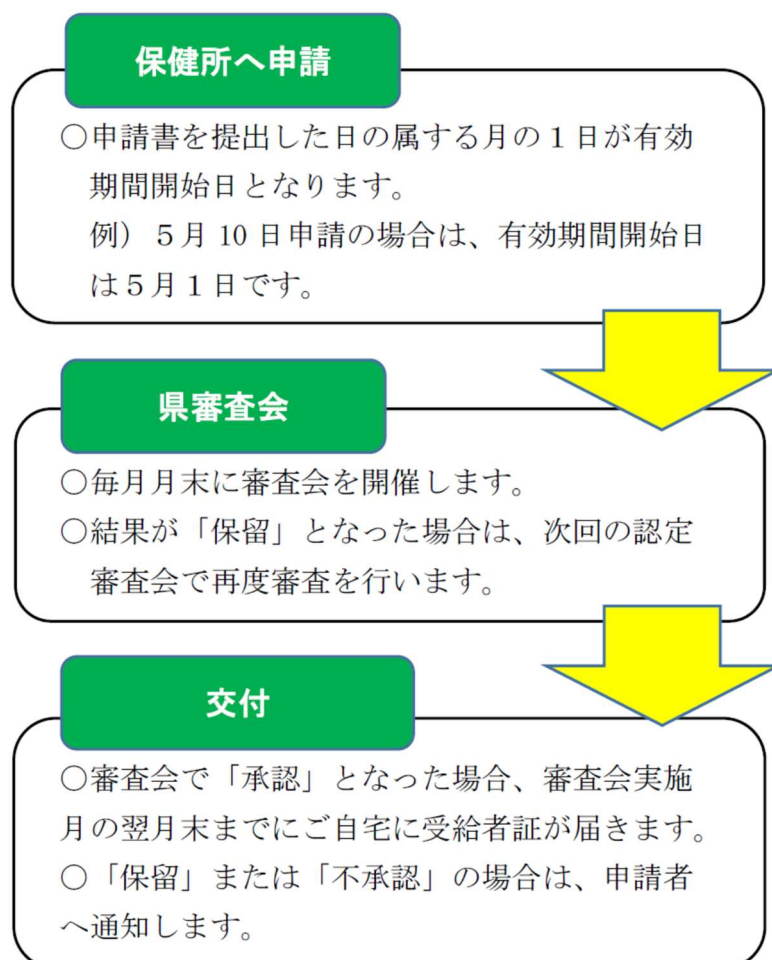 保健所へ申請
○申請書を提出した日の属する月の１日が有効
期間開始日となります。
例）５月 10 日申請の場合は、有効期間開始日
は５月１日です。
県審査会
○毎月月末に審査会を開催します。
○結果が「保留」となった場合は、次回の認定
審査会で再度審査を行います。
交付
○審査会で「承認」となった場合、審査会実施
月の翌月末までにご自宅に受給者証が届きます。
○「保留」または「不承認」の場合は、申請者
へ通知します。